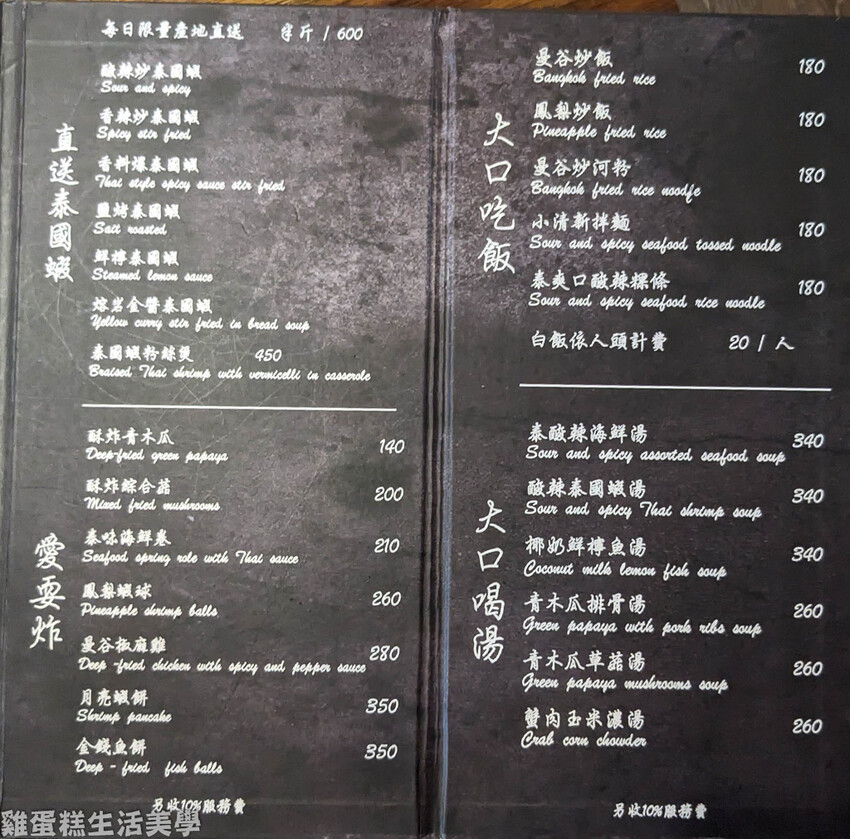 每日限量產地直送 半斤 / 600
直送泰國蝦
酸辣炒泰國蝦
Sour and spicy
香辣炒泰國蝦
Spicy stir fried
香料爆泰國蝦
Thai style spicy sauce stir fried
鹽烤泰國蝦
Salt roasted
鮮檸泰國蝦
Steamed lemon sauce
熔岩金醬泰國蝦
Yellow curry stir fried in bread soup
泰國蝦粉絲煲 450
Braised Thai shrimp with vermicelli in casserole
愛耍炸
酥炸青木瓜 140
Deep-fried green papaya
酥炸綜合菇 200
Mixed fried mushrooms
泰味海鮮卷 210
Seafood spring role with Thai sauce
鳳梨蝦球 260
Pineapple shrimp balls
曼谷椒麻雞 280
Deep -fried chicken with spicy and pepper sauce
月亮蝦餅 350
Shrimp pancake
金錢魚餅 350
Deep - fried fish balls
另收10%服務費
大口吃飯
曼谷炒飯 180
Bangkok fried rice
鳳梨炒飯 180
Pineapple fried rice
曼谷炒河粉 180
Bangkok fried rice noodle
小清新拌麵 180
Sour and spicy seafood tossed noodle
泰爽口酸辣粿條 180
Sour and spicy seafood rice noodle
白飯依人頭計費 20 / 人
大口喝湯
泰酸辣海鮮湯 340
Sour and spicy assorted seafood soup
酸辣泰國蝦湯 340
Sour and spicy Thai shrimp soup
椰奶鮮檸魚湯 340
Coconut milk lemon fish soup
青木瓜排骨湯 260
Green papaya with pork ribs soup
青木瓜草菇湯 260
Green papaya mushrooms soup
蟹肉玉米濃湯 260
Crab corn chowder
另收10%服務費
雞蛋糕生活美學